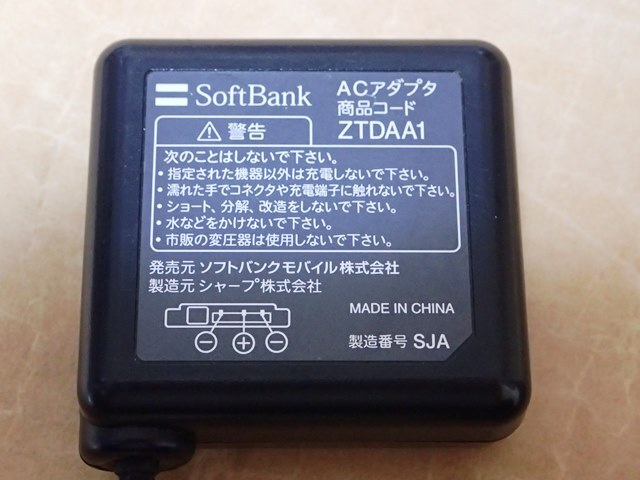 SoftBank
ACアダプタ
商品コード
ZTDAA1
警告
次のことはしないで下さい。
・指定された機器以外は充電しないで下さい。
・濡れた手でコネクタや充電端子に触れないで下さい。
・ショート、分解、改造をしないで下さい。
・水などをかけないで下さい。
・市販の変圧器は使用しないで下さい。
発売元 ソフトバンクモバイル株式会社
製造元 シャープ株式会社
MADE IN CHINA
製造番号 SJA